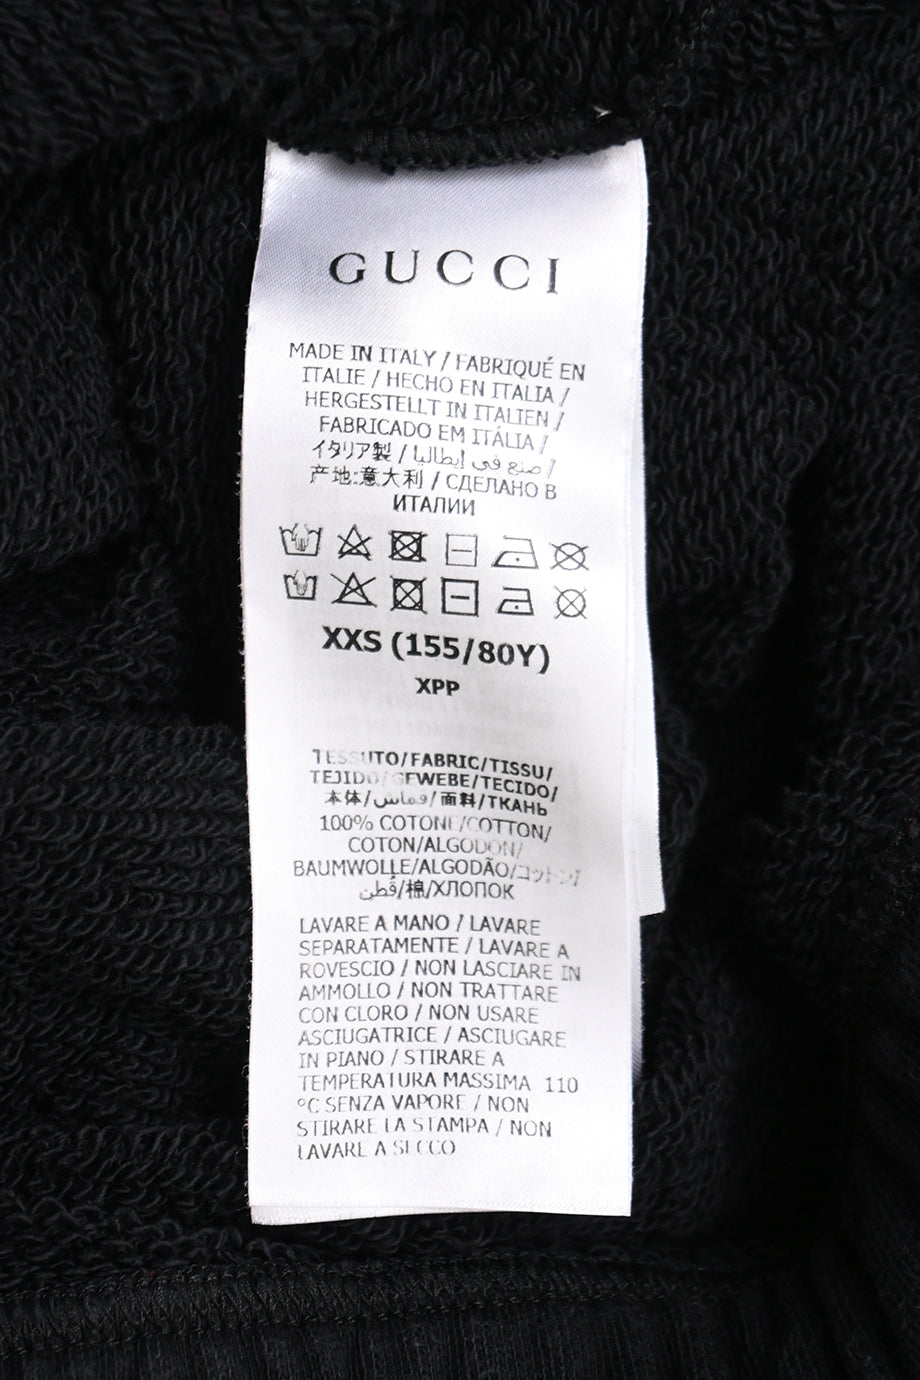 GUCCI
MADE IN ITALY / FABRIQUÉ EN
ITALIE / HECHO EN ITALIA /
HERGESTELLT IN ITALIEN /
FABRICADO EM ITÁLIA /
イタリア製 / صنع في إيطاليا /
产地:意大利 / СДЕЛАНО В
ИТАЛИИ
XXS (155/80Y)
XPP
TESSUTO/FABRIC/TISSU/
TEJIDO/GEWEBE/TECIDO/
本体/قماش/面料/ТКАНЬ
100% COTONE/COTTON/
COTON/ALGODON/
BAUMWOLLE/ALGODÃO/コットン/
قطن/棉/ХЛОПОК
LAVARE A MANO / LAVARE
SEPARATAMENTE / LAVARE A
ROVESCIO / NON LASCIARE IN
AMMOLLO / NON TRATTARE
CON CLORO / NON USARE
ASCIUGATRICE / ASCIUGARE
IN PIANO / STIRARE A
TEMPERATURA MASSIMA 110
°C SENZA VAPORE / NON
STIRARE LA STAMPA / NON
LAVARE A SECCO